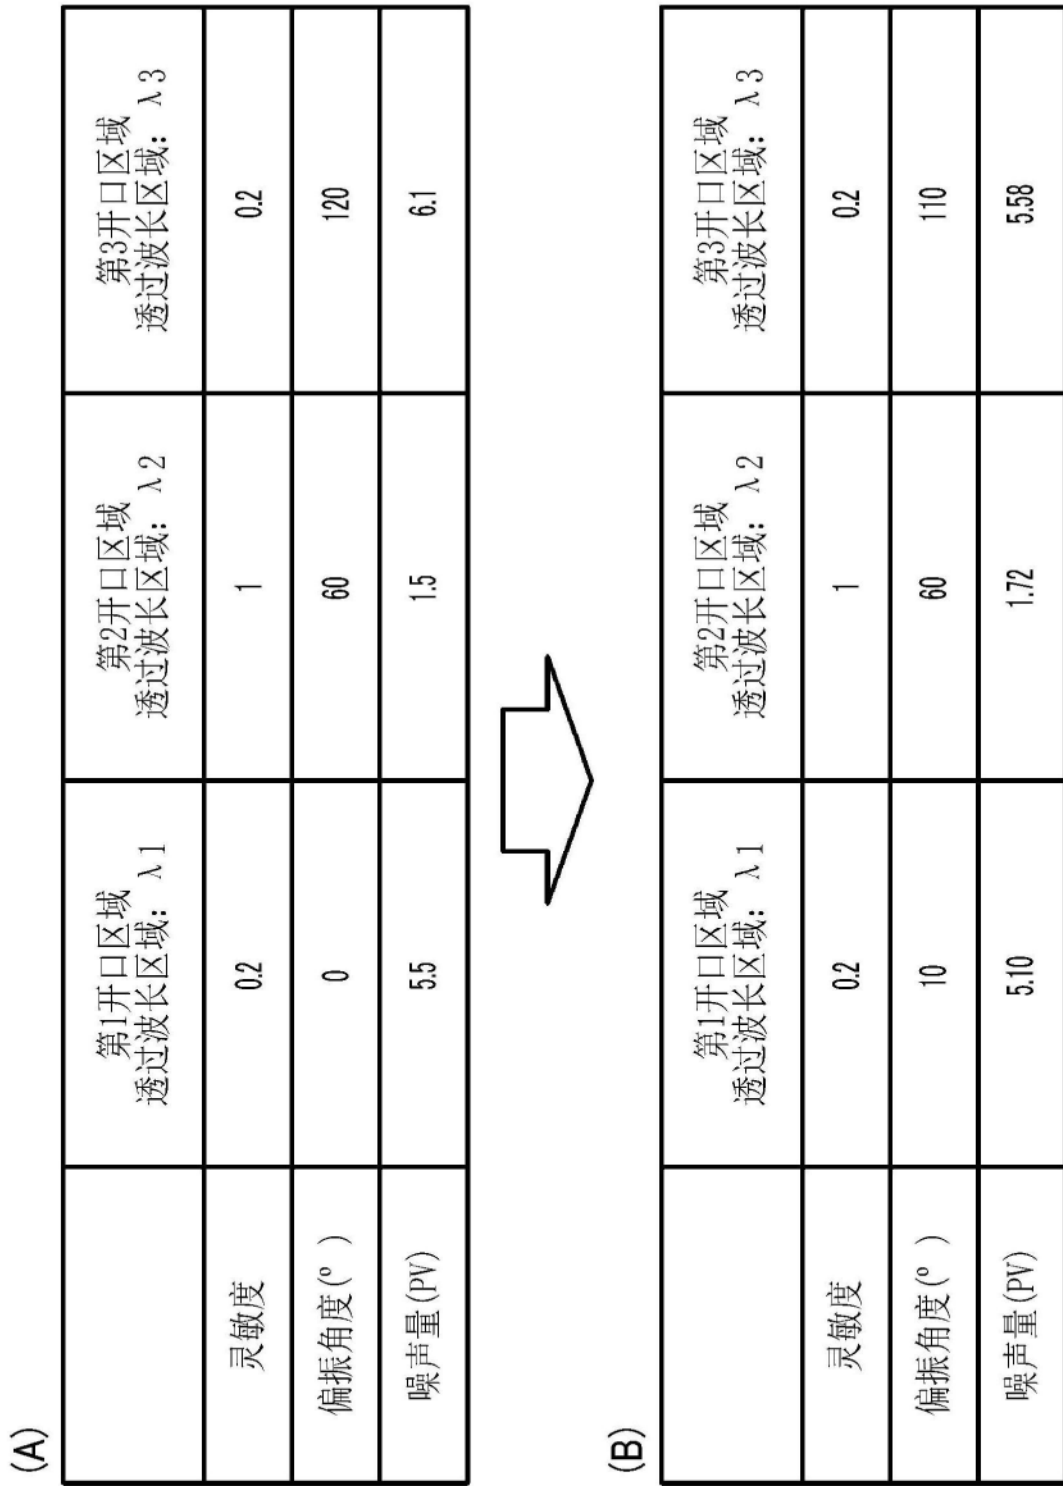 (A)
第1开口区域
透过波长区域: λ1
第2开口区域
透过波长区域: λ2
第3开口区域
透过波长区域: λ3
灵敏度 0.2 1 0.2
偏振角度(° ) 0 60 120
噪声量(PV) 5.5 1.5 6.1
(B)
第1开口区域
透过波长区域: λ1
第2开口区域
透过波长区域: λ2
第3开口区域
透过波长区域: λ3
灵敏度 0.2 1 0.2
偏振角度(° ) 10 60 110
噪声量(PV) 5.10 1.72 5.58